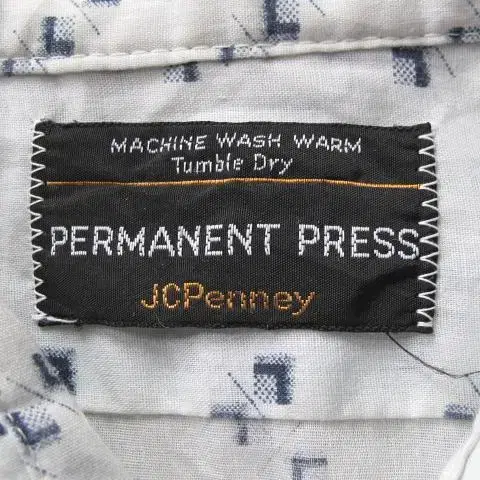 MACHINE WASH WARM
Tumble Dry
PERMANENT PRESS
JCPenney